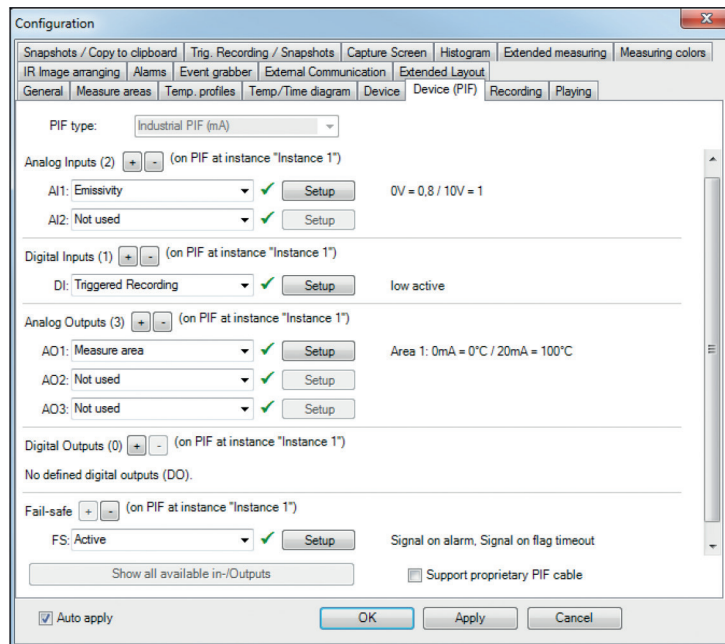 Configuration
Snapshots / Copy to clipboard Trig. Recording / Snapshots Capture Screen Histogram Extended measuring Measuring colors
IR Image arranging Alarms Event grabber External Communication Extended Layout
General Measure areas Temp. profiles Temp/Time diagram Device Device (PIF) Recording Playing
PIF type: Industrial PIF (mA)
Analog Inputs (2) + - (on PIF at instance "Instance 1")
AI1: Emissivity Setup 0V = 0,8 / 10V = 1
AI2: Not used Setup
Digital Inputs (1) + - (on PIF at instance "Instance 1")
DI: Triggered Recording Setup low active
Analog Outputs (3) + - (on PIF at instance "Instance 1")
AO1: Measure area Setup Area 1: 0mA = 0°C / 20mA = 100°C
AO2: Not used Setup
AO3: Not used Setup
Digital Outputs (0) + - (on PIF at instance "Instance 1")
No defined digital outputs (DO).
Fail-safe + - (on PIF at instance "Instance 1")
FS: Active Setup Signal on alarm, Signal on flag timeout
Show all available in-/Outputs Support proprietary PIF cable
Auto apply OK Apply Cancel